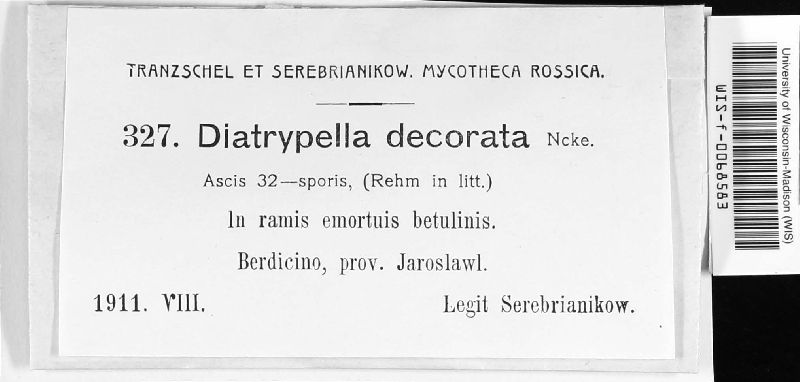 TRANZSCHEL ET SEREBRIANIKOW. MYCOTHECA ROSSICA.
327. Diatrypella decorata Ncke.
Ascis 32—sporis, (Rehm in litt.)
In ramis emortuis betulinis.
Berdicino, prov. Jaroslawl.
1911. VIII. Legit Serebrianikow.
University of Wisconsin-Madison (WIS)
WIS-f-0068583